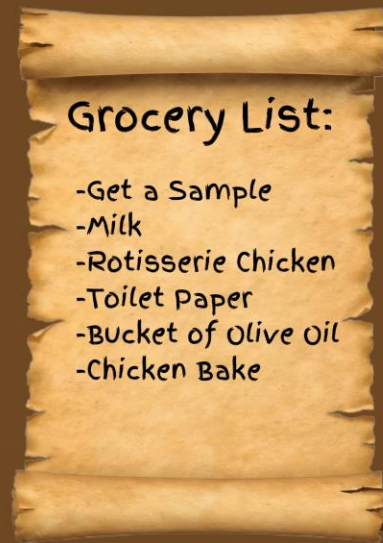 Grocery List:
-Get a Sample
-Milk
-Rotisserie Chicken
-Toilet Paper
-Bucket of Olive Oil
-Chicken Bake